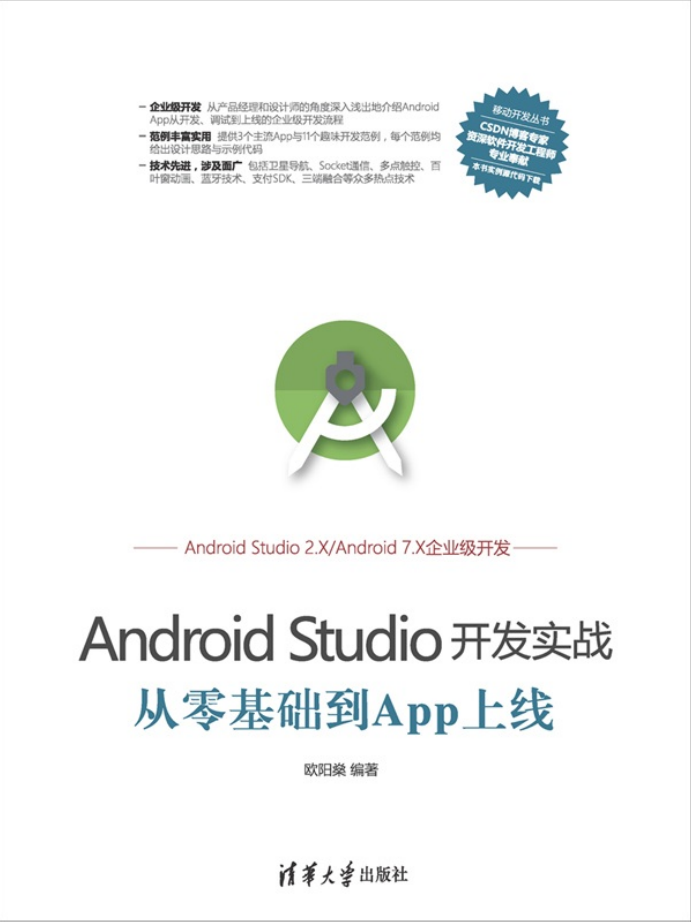 – 企业级开发 从产品经理和设计师的角度深入浅出地介绍Android
App从开发、调试到上线的企业级开发流程
– 范例丰富实用 提供3个主流App与11个趣味开发范例，每个范例均
给出设计思路与示例代码
– 技术先进，涉及面广 包括卫星导航、Socket通信、多点触控、百
叶窗动画、蓝牙技术、支付SDK、三端融合等众多热点技术
移动开发丛书
CSDN博客专家
资深软件开发工程师
专业奉献
本书实例源代码下载
Android Studio 2.X/Android 7.X企业级开发
Android Studio 开发实战
从零基础到App上线
欧阳燊 编著
清华大学出版社